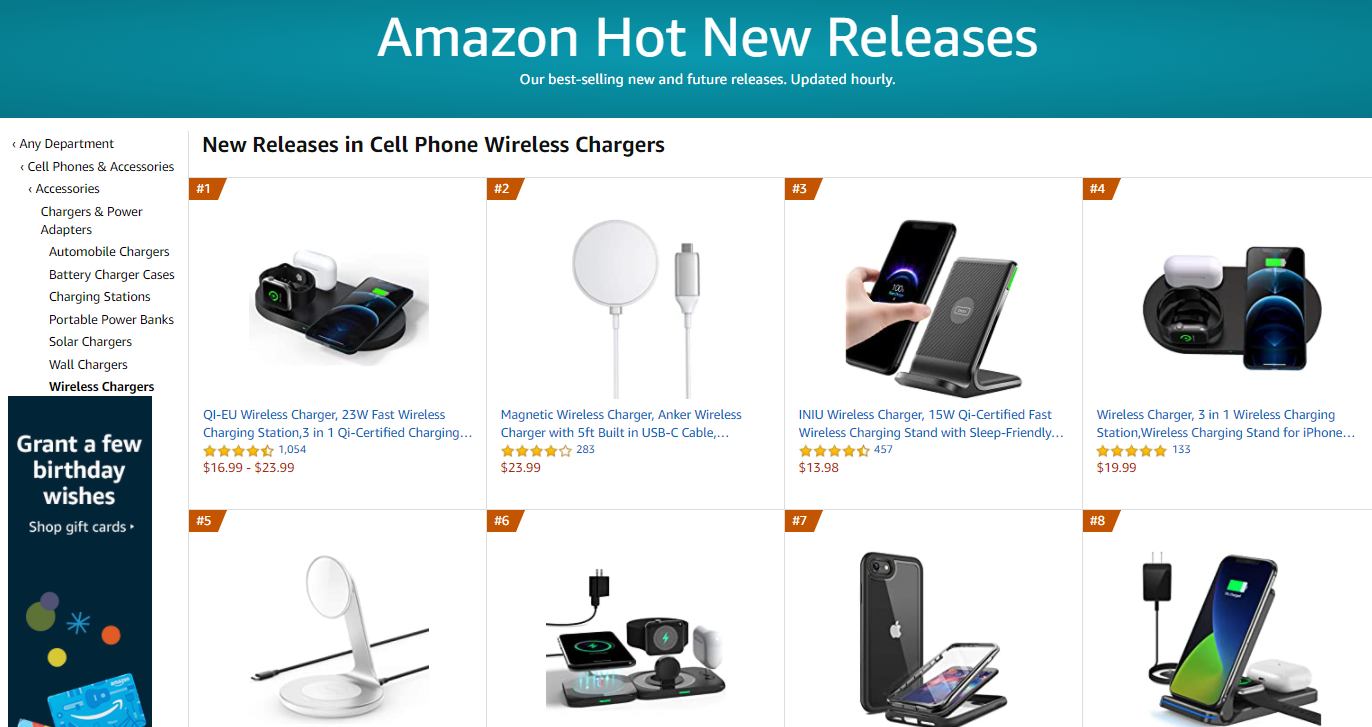 Amazon Hot New Releases
Our best-selling new and future releases. Updated hourly.
‹ Any Department
‹ Cell Phones & Accessories
‹ Accessories
Chargers & Power
Adapters
Automobile Chargers
Battery Charger Cases
Charging Stations
Portable Power Banks
Solar Chargers
Wall Chargers
Wireless Chargers
Grant a few
birthday
wishes
Shop gift cards ▸
amazon
New Releases in Cell Phone Wireless Chargers
#1
QI-EU Wireless Charger, 23W Fast Wireless
Charging Station,3 in 1 Qi-Certified Charging…
1,054
$16.99 - $23.99
#2
Magnetic Wireless Charger, Anker Wireless
Charger with 5ft Built in USB-C Cable,…
283
$23.99
#3
100%
INIU Wireless Charger, 15W Qi-Certified Fast
Wireless Charging Stand with Sleep-Friendly…
457
$13.98
#4
Wireless Charger, 3 in 1 Wireless Charging
Station,Wireless Charging Stand for iPhone…
133
$19.99
#5
#6
#7
#8